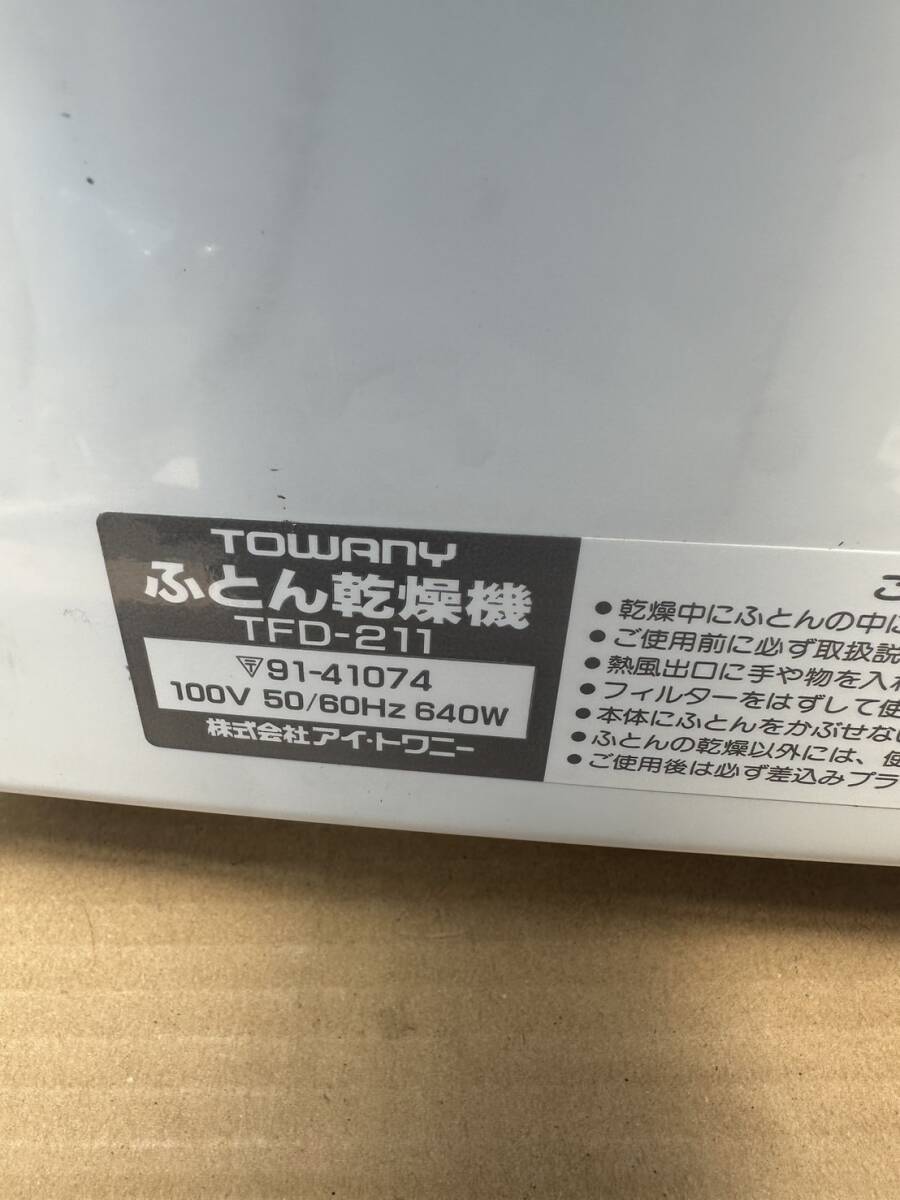 TOWANY
ふとん乾燥機
TFD-211
〒91-41074
100V 50/60Hz 640W
株式会社アイ・トワニー
ご
●乾燥中にふとんの中に
●ご使用前に必ず取扱説
●熱風出口に手や物を入れ
●フィルターをはずして使
●本体にふとんをかぶせない
●ふとんの乾燥以外には、使
●ご使用後は必ず差込みプラ